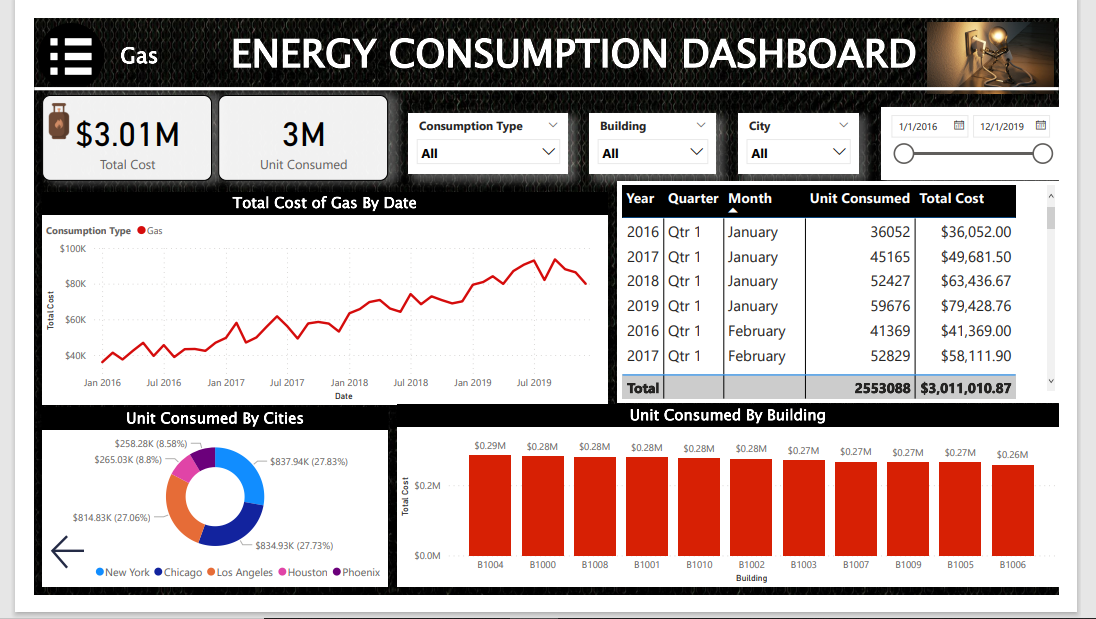 Gas
ENERGY CONSUMPTION DASHBOARD
$3.01M
Total Cost
3M
Unit Consumed
Consumption Type
All
Building
All
City
All
1/1/2016 12/1/2019
Total Cost of Gas By Date
Consumption Type Gas
$100K
$80K
$60K
$40K
Total Cost
Jan 2016 Jul 2016 Jan 2017 Jul 2017 Jan 2018 Jul 2018 Jan 2019 Jul 2019
Date
Year Quarter Month Unit Consumed Total Cost
2016 Qtr 1 January 36052 $36,052.00
2017 Qtr 1 January 45165 $49,681.50
2018 Qtr 1 January 52427 $63,436.67
2019 Qtr 1 January 59676 $79,428.76
2016 Qtr 1 February 41369 $41,369.00
2017 Qtr 1 February 52829 $58,111.90
Total 2553088 $3,011,010.87
Unit Consumed By Cities
$258.28K (8.58%)
$265.03K (8.8%)
$837.94K (27.83%)
$814.83K (27.06%)
$834.93K (27.73%)
New York Chicago Los Angeles Houston Phoenix
Unit Consumed By Building
$0.29M $0.28M $0.28M $0.28M $0.28M $0.28M $0.27M $0.27M $0.27M $0.27M $0.26M
$0.2M
$0.0M
Total Cost
B1004 B1000 B1008 B1001 B1010 B1002 B1003 B1007 B1009 B1005 B1006
Building